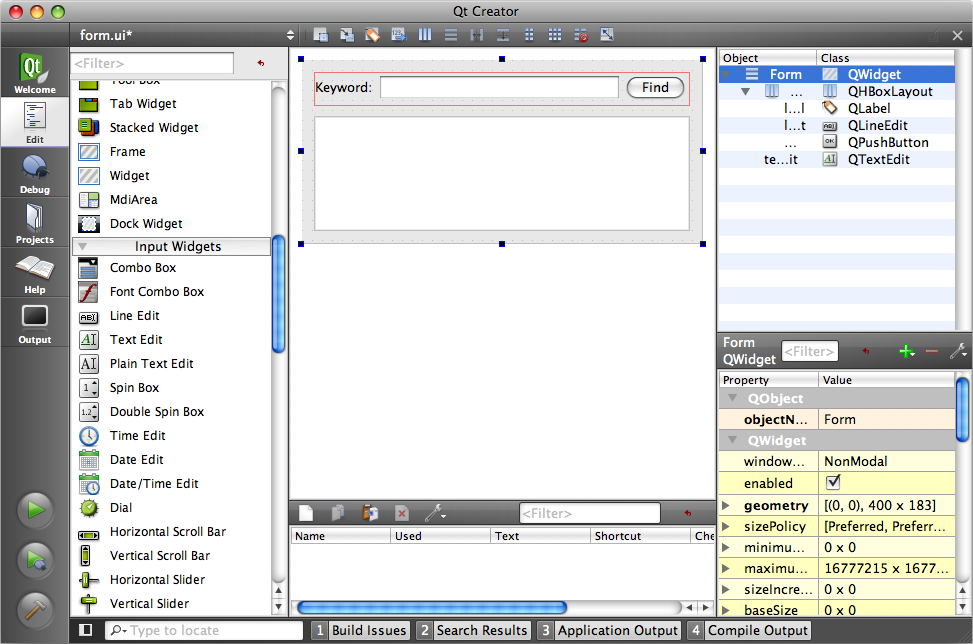 Qt Creator
form.ui*
Qt
Welcome
Edit
Debug
Projects
Help
Output
<Filter>
Tool Box
Tab Widget
Stacked Widget
Frame
Widget
MdiArea
Dock Widget
Input Widgets
Combo Box
Font Combo Box
Line Edit
Text Edit
Plain Text Edit
Spin Box
Double Spin Box
Time Edit
Date Edit
Date/Time Edit
Dial
Horizontal Scroll Bar
Vertical Scroll Bar
Horizontal Slider
Vertical Slider
Keyword:
Find
<Filter>
Name Used Text Shortcut Che
Object Class
Form QWidget
... QHBoxLayout
l...l QLabel
l...t QLineEdit
... QPushButton
te...it QTextEdit
Form
QWidget
<Filter>
Property Value
QObject
objectN... Form
QWidget
window... NonModal
enabled
geometry [(0, 0), 400 x 183]
sizePolicy [Preferred, Preferr...
minimu... 0 x 0
maximu... 16777215 x 1677...
sizeIncre... 0 x 0
baseSize 0 x 0
Type to locate
1 Build Issues 2 Search Results 3 Application Output 4 Compile Output